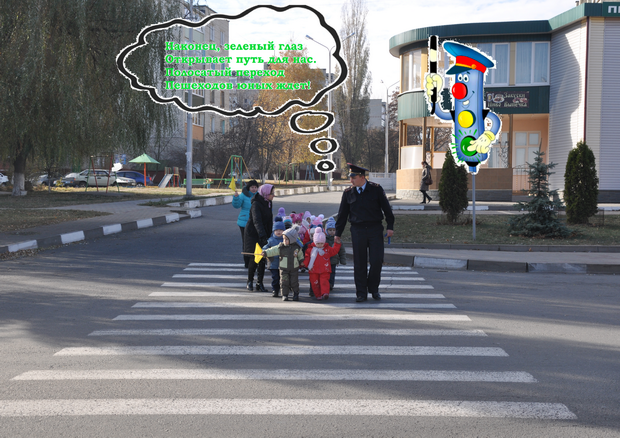 Наконец, зеленый глаз
Открывает путь для нас.
Полосатый переход
Пешеходов юных ждет!